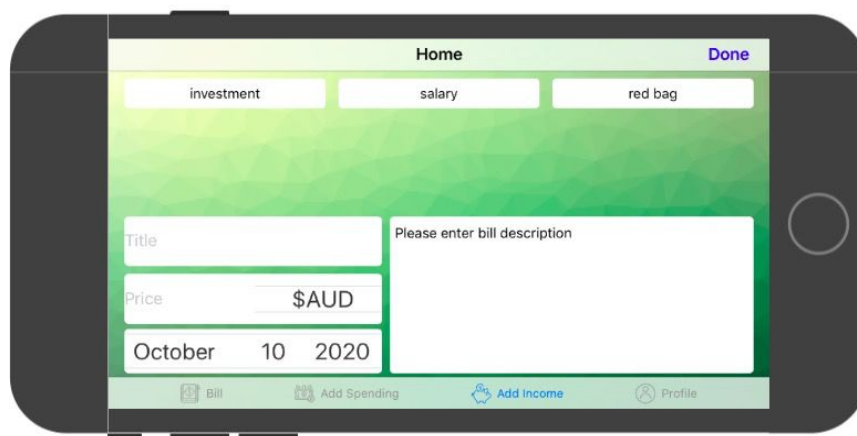 Home
Done
investment
salary
red bag
Title
Please enter bill description
Price
$AUD
October 10 2020
Bill
Add Spending
Add Income
Profile